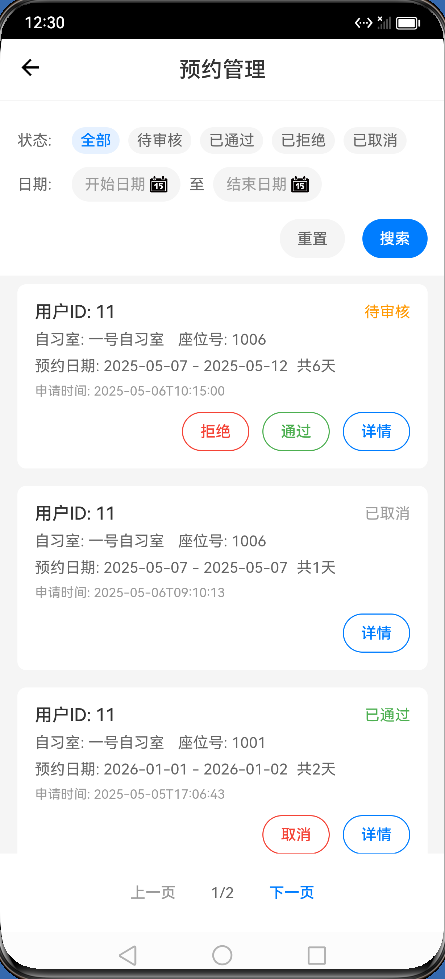 12:30
预约管理
状态: 全部 待审核 已通过 已拒绝 已取消
日期: 开始日期 至 结束日期
重置 搜索
用户ID: 11 待审核
自习室: 一号自习室 座位号: 1006
预约日期: 2025-05-07 - 2025-05-12 共6天
申请时间: 2025-05-06T10:15:00
拒绝 通过 详情
用户ID: 11 已取消
自习室: 一号自习室 座位号: 1006
预约日期: 2025-05-07 - 2025-05-07 共1天
申请时间: 2025-05-06T09:10:13
详情
用户ID: 11 已通过
自习室: 一号自习室 座位号: 1001
预约日期: 2026-01-01 - 2026-01-02 共2天
申请时间: 2025-05-05T17:06:43
取消 详情
上一页 1/2 下一页